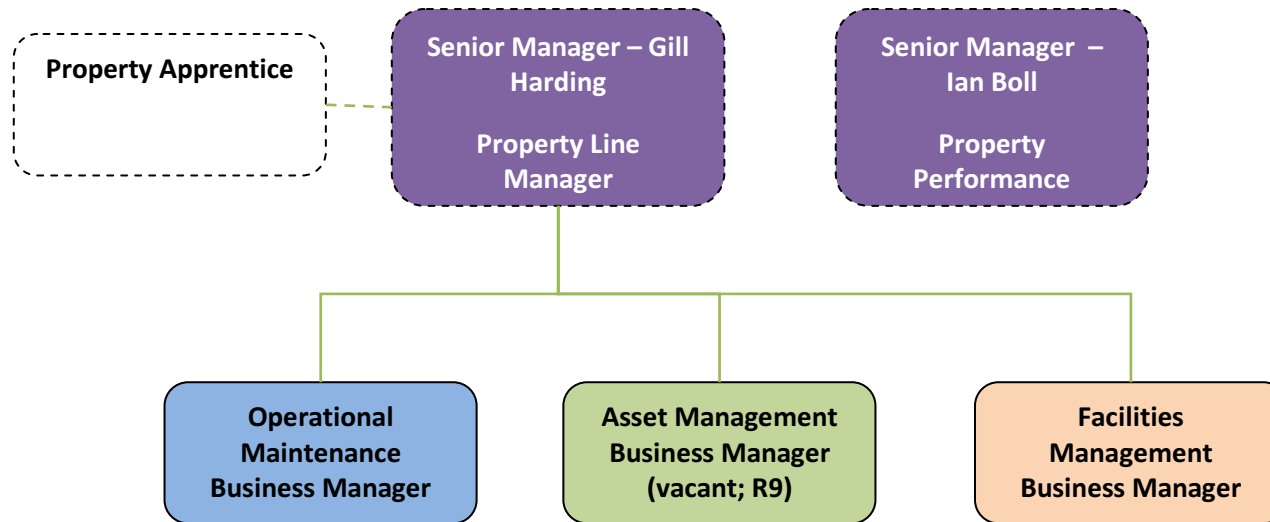 Property Apprentice
Senior Manager – Gill
Harding
Property Line
Manager
Senior Manager –
Ian Boll
Property
Performance
Operational
Maintenance
Business Manager
Asset Management
Business Manager
(vacant; R9)
Facilities
Management
Business Manager